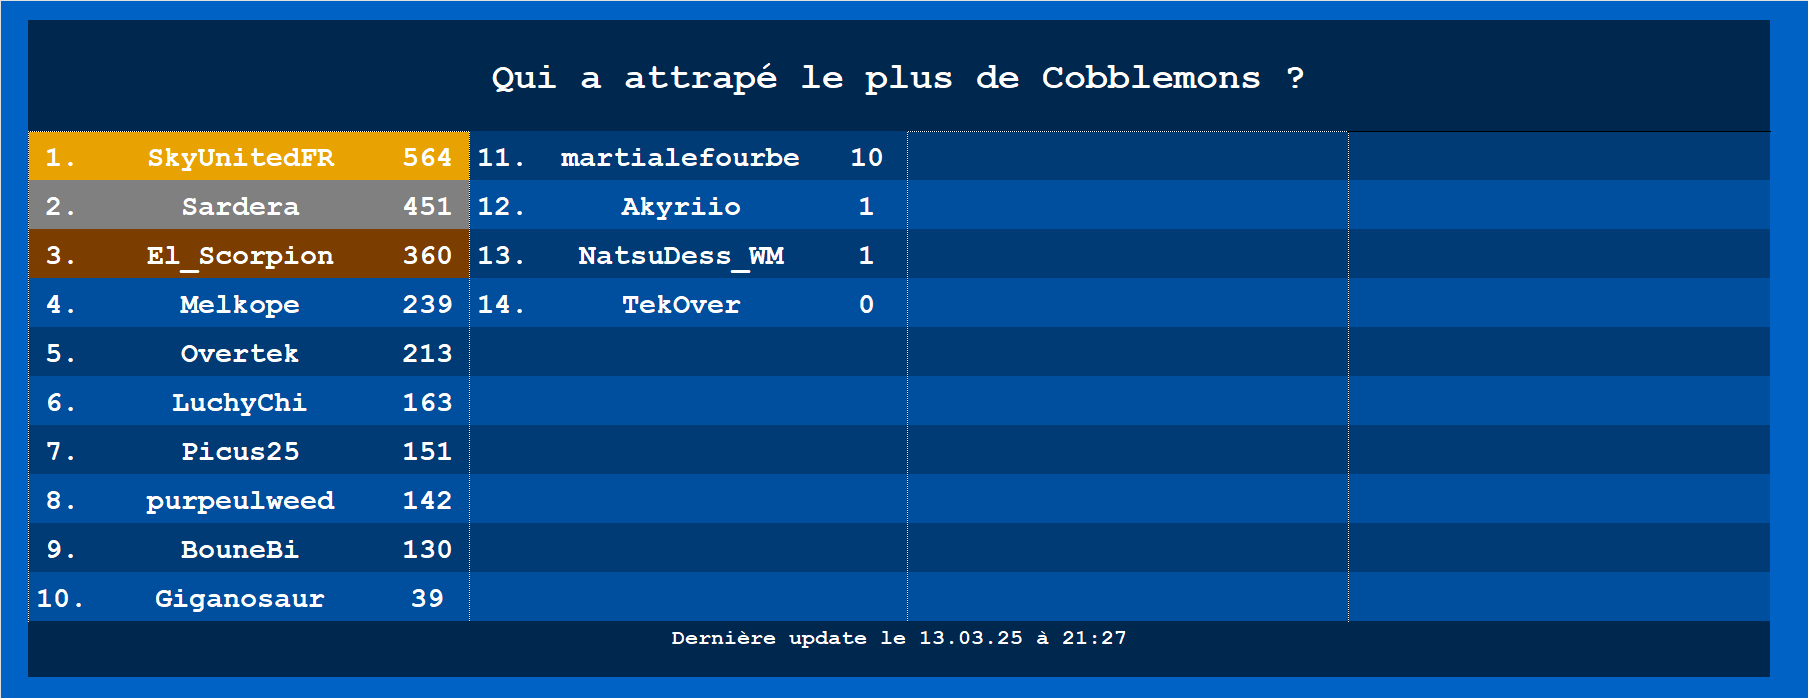 Qui a attrapé le plus de Cobblemons ?
1. SkyUnitedFR 564
2. Sardera 451
3. El_Scorpion 360
4. Melkope 239
5. Overtek 213
6. LuchyChi 163
7. Picus25 151
8. purpeulweed 142
9. BouneBi 130
10. Giganosaur 39
11. martialefourbe 10
12. Akyriio 1
13. NatsuDess_WM 1
14. TekOver 0
Dernière update le 13.03.25 à 21:27